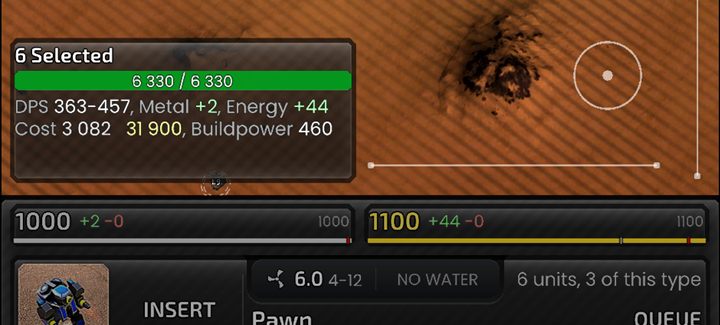 6 Selected
6 330 / 6 330
DPS 363-457, Metal +2, Energy +44
Cost 3 082 31 900, Buildpower 460
1000 +2 -0 1000
1100 +44 -0 1100
6.0 4-12 NO WATER 6 units, 3 of this type
INSERT
Pawn
QUEUE